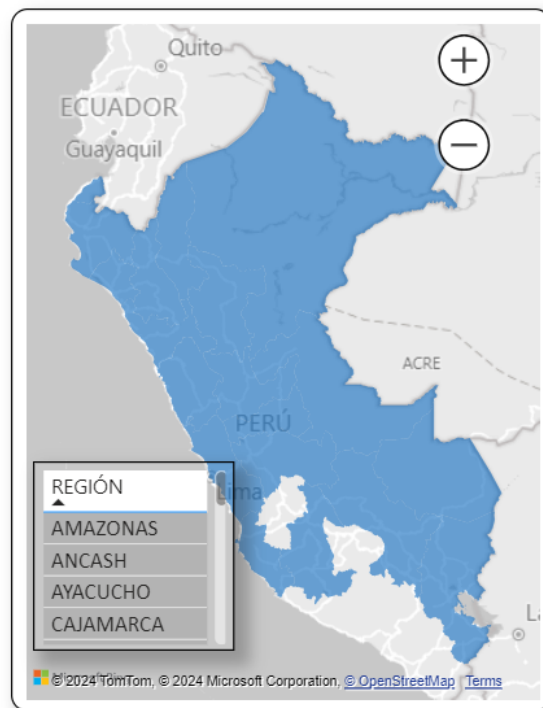 Quito
ECUADOR
Guayaquil
ACRE
PERÚ
Lima
REGIÓN
AMAZONAS
ANCASH
AYACUCHO
CAJAMARCA
© 2024 TomTom, © 2024 Microsoft Corporation, © OpenStreetMap Terms